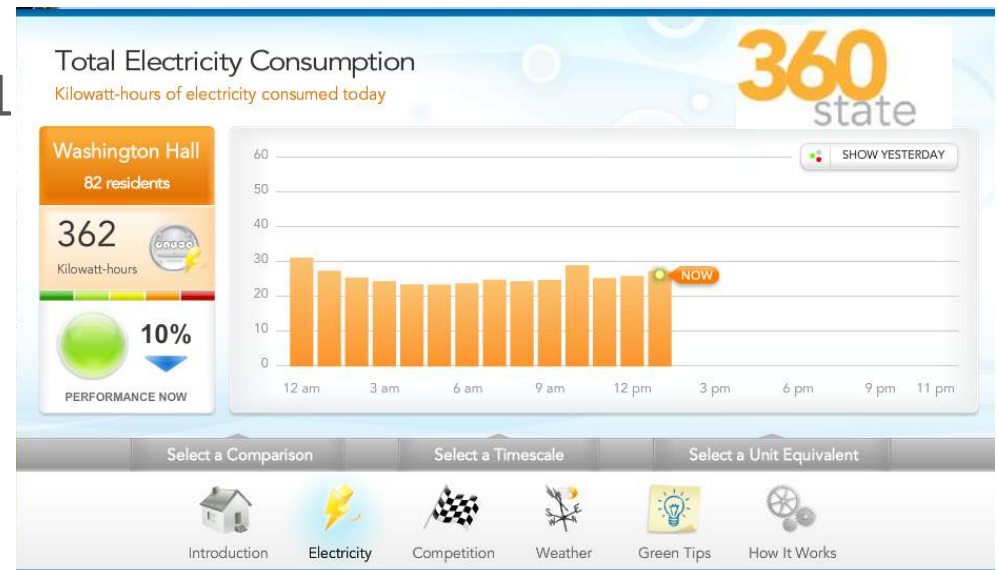 Total Electricity Consumption
Kilowatt-hours of electricity consumed today
360
state
Washington Hall
82 residents
362
Kilowatt-hours
10%
PERFORMANCE NOW
SHOW YESTERDAY
60
50
40
30
20
10
0
NOW
12 am 3 am 6 am 9 am 12 pm 3 pm 6 pm 9 pm 11 pm
Select a Comparison Select a Timescale Select a Unit Equivalent
Introduction Electricity Competition Weather Green Tips How It Works